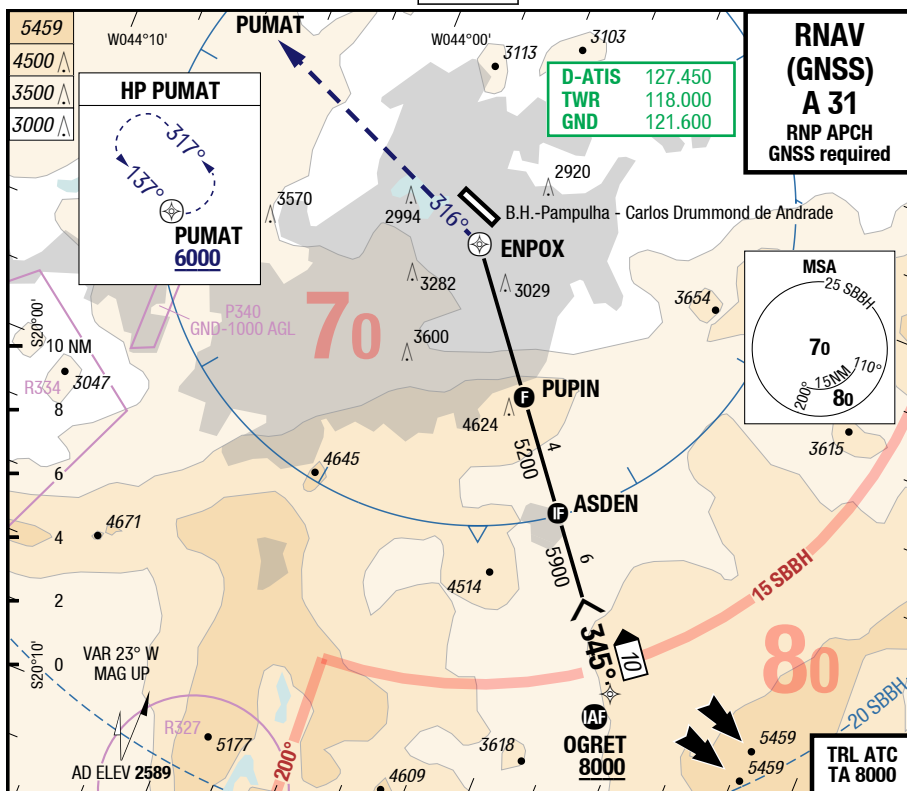 5459
4500
3500
3000
W044°10'
PUMAT
W044°00'
3113
3103
RNAV
(GNSS)
A 31
RNP APCH
GNSS required
D-ATIS 127.450
TWR 118.000
GND 121.600
HP PUMAT
317°
137°
PUMAT
6000
3570
2994
316°
2920
B.H.-Pampulha - Carlos Drummond de Andrade
ENPOX
3282
3029
3654
MSA
25 SBBH
70
110°
15NM
200°
80
P340
GND-1000 AGL
70
S20°00'
10 NM
R334
3047
3600
PUPIN
8
4624
3615
4
5200
6
4645
ASDEN
IF
F
4671
4
6
5900
4514
2
15 SBBH
S20°10'
0
345°
10
80
VAR 23° W
MAG UP
R327
5177
20 SBBH
IAF
OGRET
8000
3618
5459
5459
AD ELEV 2589
200°
4609
TRL ATC
TA 8000